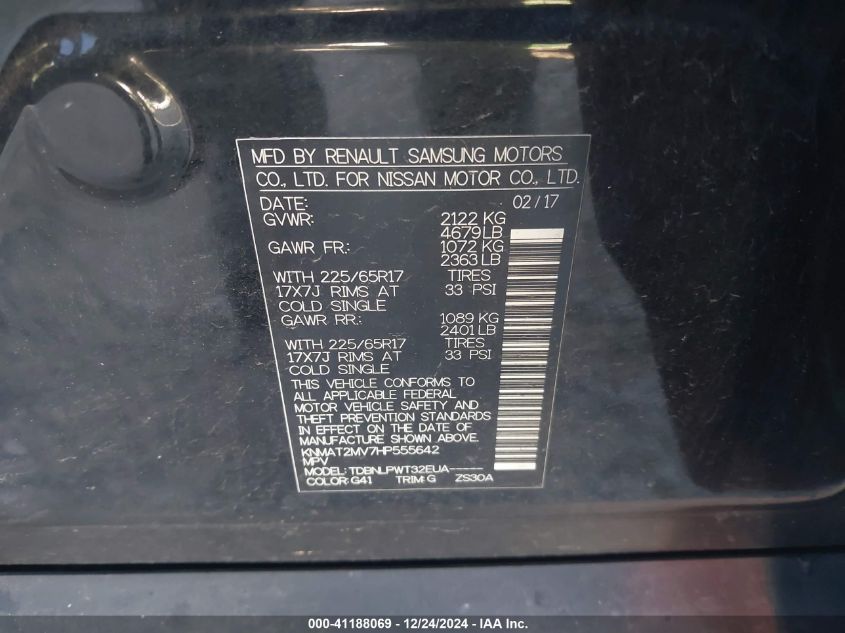 MFD BY RENAULT SAMSUNG MOTORS
CO., LTD. FOR NISSAN MOTOR CO., LTD.
DATE: 02/17
GVWR: 2122 KG
4679LB
GAWR FR: 1072 KG
2363 LB
WITH 225/65R17 TIRES
17X7J RIMS AT 33 PSI
COLD SINGLE
GAWR RR: 1089 KG
2401LB
WITH 225/65R17 TIRES
17X7J RIMS AT 33 PSI
COLD SINGLE
THIS VEHICLE CONFORMS TO
ALL APPLICABLE FEDERAL
MOTOR VEHICLE SAFETY AND
THEFT PREVENTION STANDARDS
IN EFFECT ON THE DATE OF
MANUFACTURE SHOWN ABOVE.
KNMAT2MV7HP555642
MPV
MODEL: TDBNLPWT32EUA-----
COLOR: G41 TRIM: G ZS30A
000-41188069 - 12/24/2024 - IAA Inc.